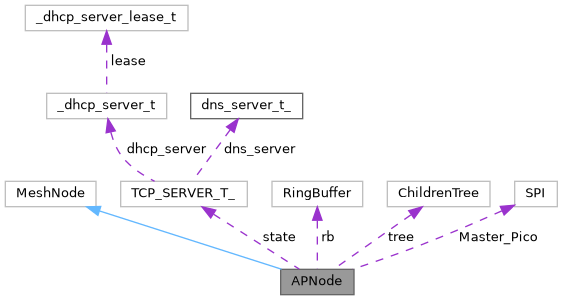 _dhcp_server_lease_t
lease
_dhcp_server_t
dns_server_t_
dhcp_server
dns_server
MeshNode
TCP_SERVER_T_
RingBuffer
ChildrenTree
SPI
state
rb
tree
Master_Pico
APNode